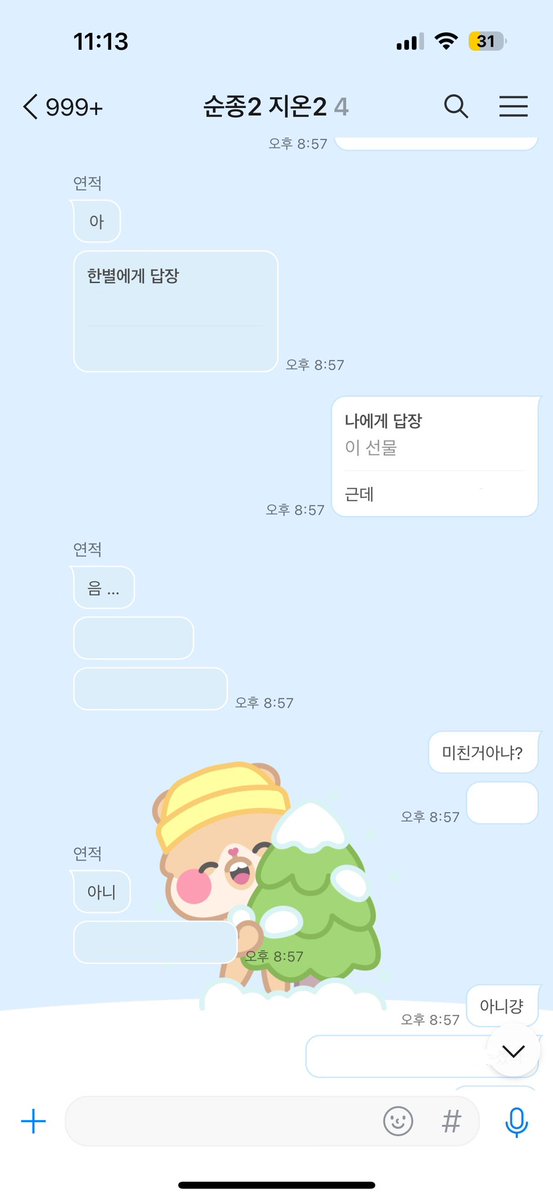 11:13
31
999+
순종2 지온2 4
오후 8:57
연적
아
한별에게 답장
오후 8:57
나에게 답장
이 선물
근데
오후 8:57
연적
음 ...
오후 8:57
미친거아냐?
오후 8:57
연적
아니
오후 8:57
아니걍
오후 8:57
#